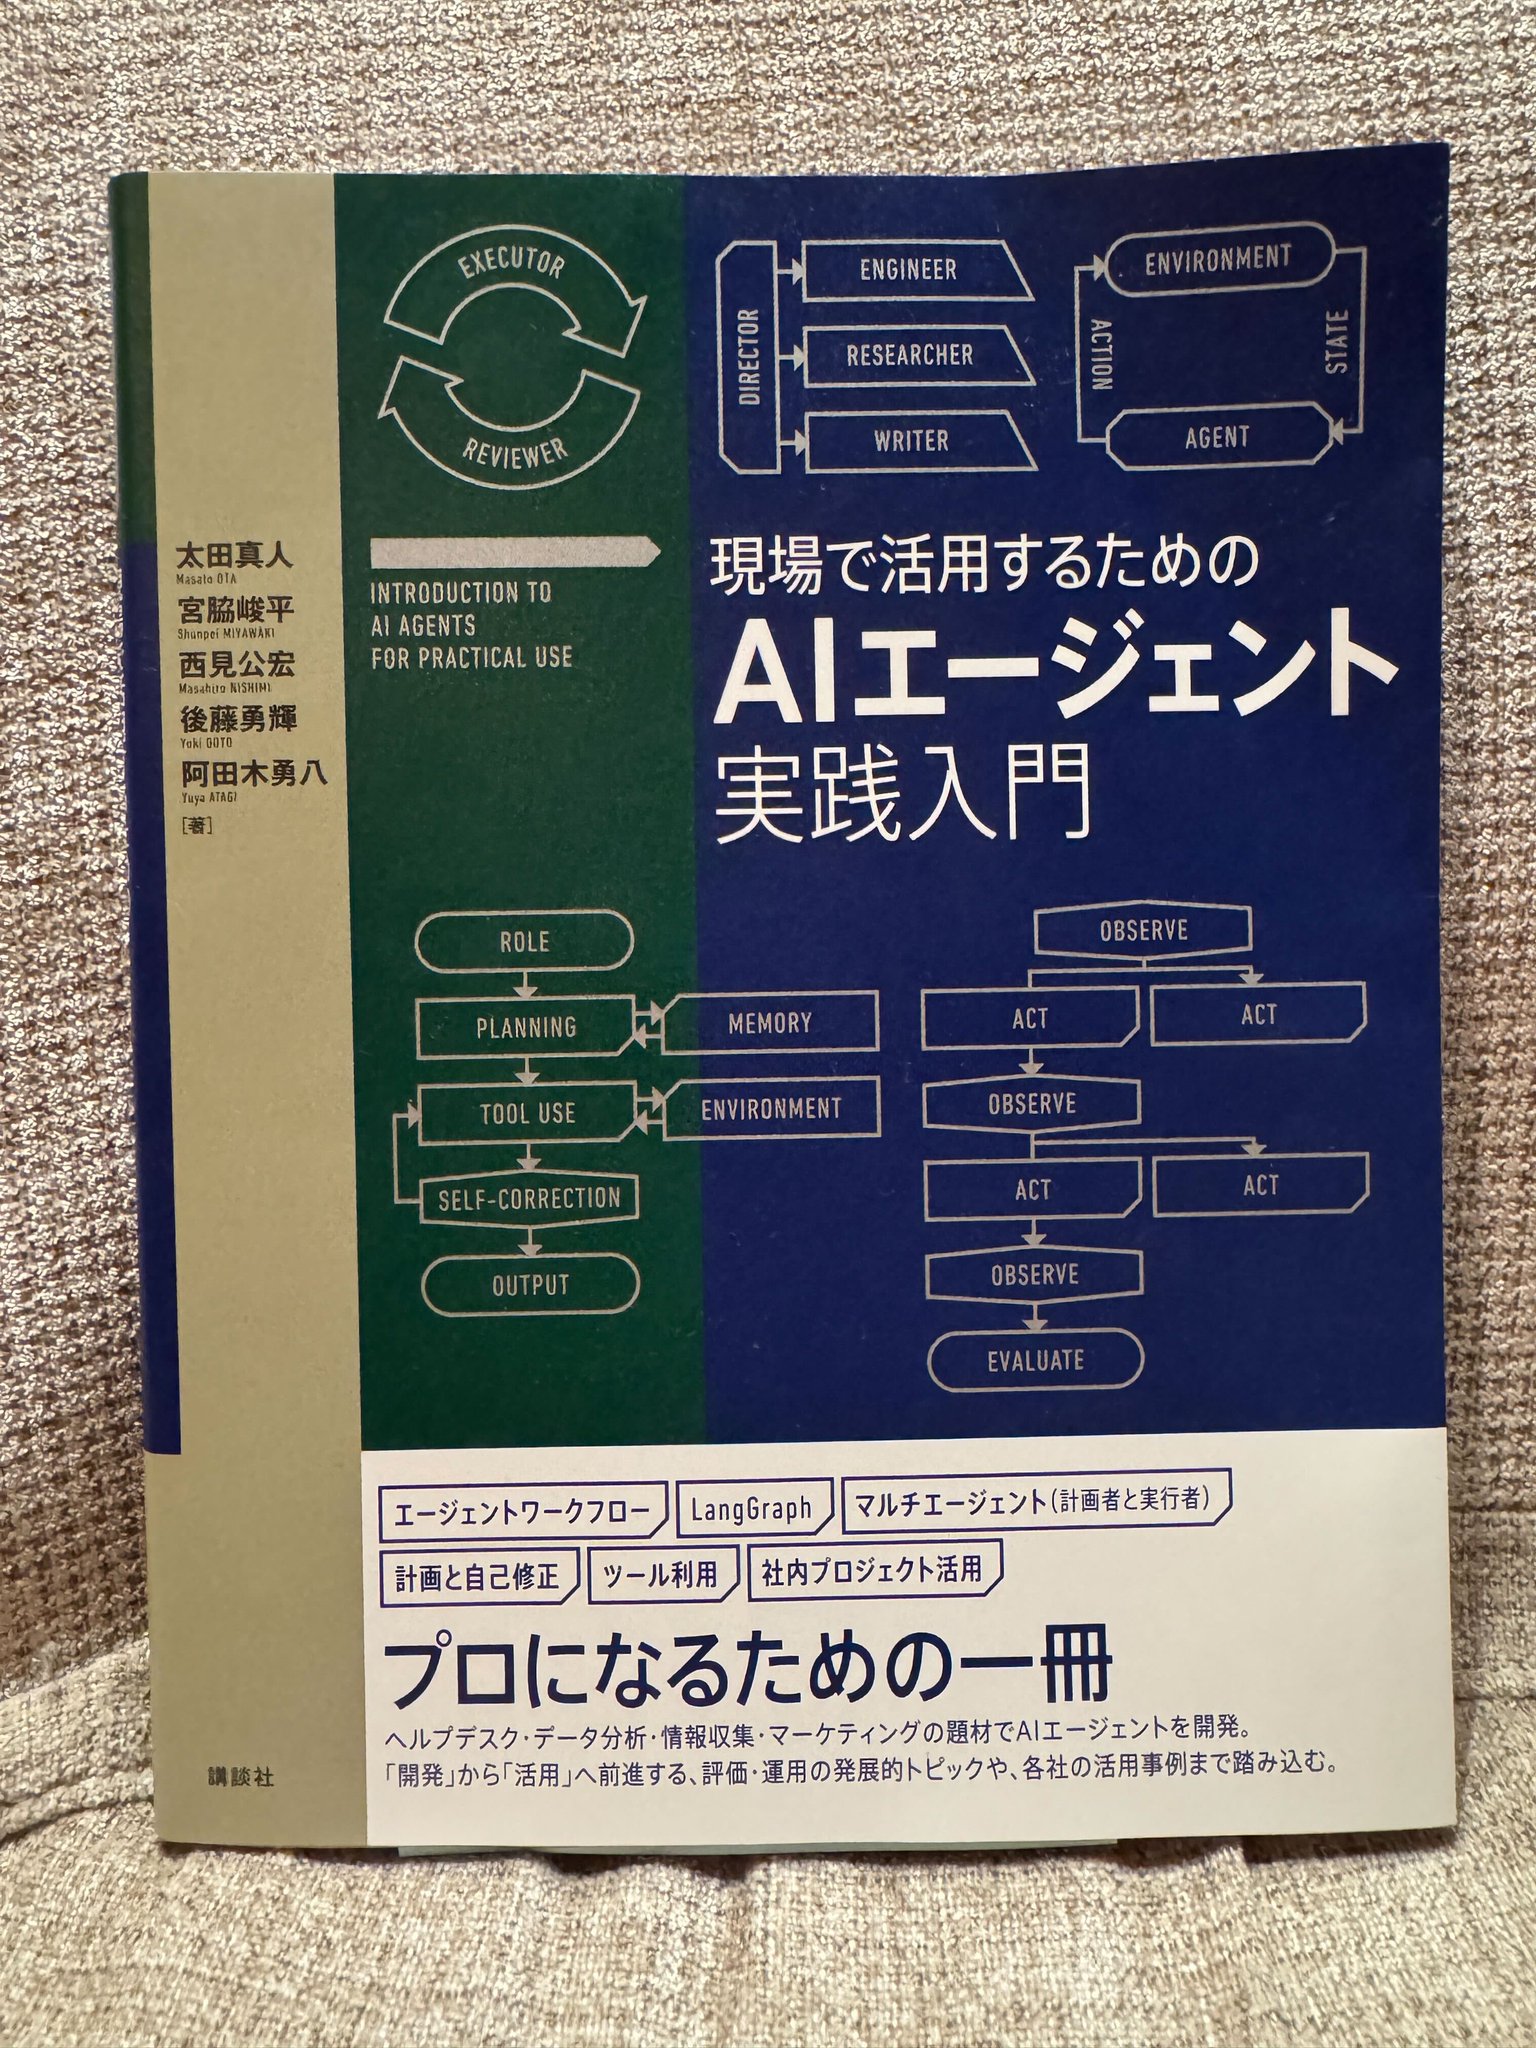 EXECUTOR
REVIEWER
DIRECTOR
ENGINEER
RESEARCHER
WRITER
ENVIRONMENT
ACTION
STATE
AGENT
太田真人
Masato OTA
宮脇峻平
Shunpei MIYAWAKI
西見公宏
Masahiro NISHIMI
後藤勇輝
Yuki GOTO
阿田木勇八
Yuya ATAGI
[著]
INTRODUCTION TO
AI AGENTS
FOR PRACTICAL USE
現場で活用するための
AIエージェント
実践入門
ROLE
PLANNING
MEMORY
TOOL USE
ENVIRONMENT
SELF-CORRECTION
OUTPUT
OBSERVE
ACT
ACT
OBSERVE
ACT
ACT
OBSERVE
EVALUATE
エージェントワークフロー
LangGraph
マルチエージェント(計画者と実行者)
計画と自己修正
ツール利用
社内プロジェクト活用
プロになるための一冊
ヘルプデスク・データ分析・情報収集・マーケティングの題材でAIエージェントを開発。
「開発」から「活用」へ前進する、評価・運用の発展的トピックや、各社の活用事例まで踏み込む。
講談社